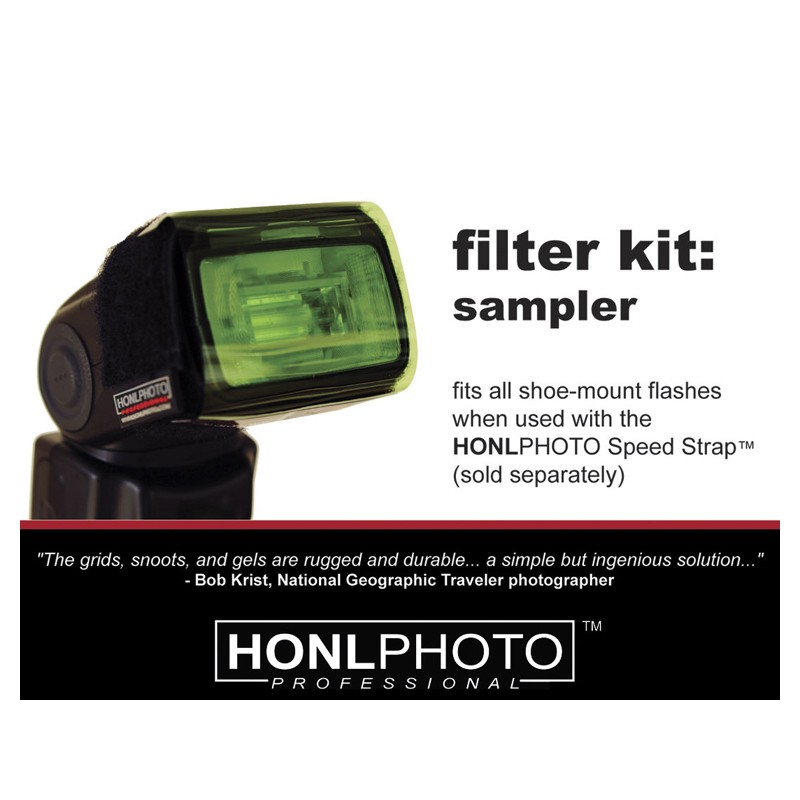 filter kit:
sampler
fits all shoe-mount flashes
when used with the
HONLPHOTO Speed Strap™
(sold separately)
HONLPHOTO
PROFESSIONAL
"The grids, snoots, and gels are rugged and durable... a simple but ingenious solution..."
- Bob Krist, National Geographic Traveler photographer
HONLPHOTO™
PROFESSIONAL